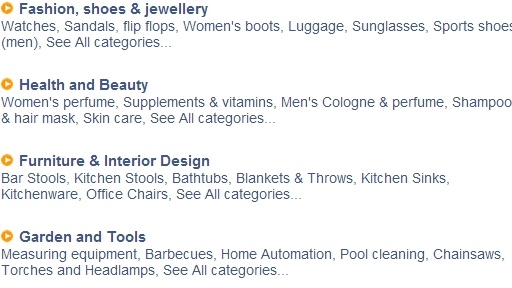 Fashion, shoes & jewellery
Watches, Sandals, flip flops, Women's boots, Luggage, Sunglasses, Sports shoes
(men), See All categories...
Health and Beauty
Women's perfume, Supplements & vitamins, Men's Cologne & perfume, Shampoo
& hair mask, Skin care, See All categories...
Furniture & Interior Design
Bar Stools, Kitchen Stools, Bathtubs, Blankets & Throws, Kitchen Sinks,
Kitchenware, Office Chairs, See All categories...
Garden and Tools
Measuring equipment, Barbecues, Home Automation, Pool cleaning, Chainsaws,
Torches and Headlamps, See All categories...